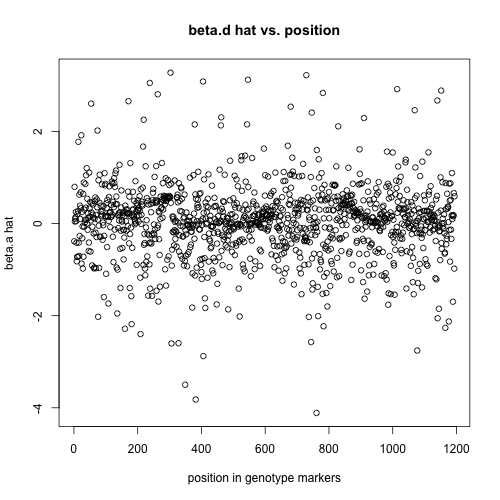 beta.d hat vs. position
beta.a hat
2
0
-2
-4
0 200 400 600 800 1000 1200
position in genotype markers